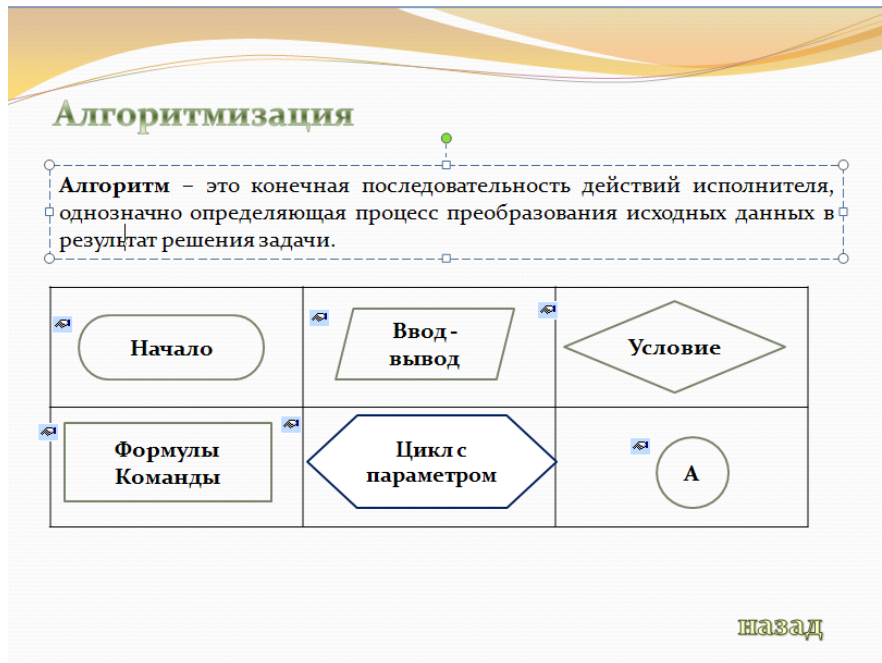 Алгоритмизация
Алгоритм – это конечная последовательность действий исполнителя,
однозначно определяющая процесс преобразования исходных данных в
результат решения задачи.
Начало
Ввод -
вывод
Условие
Формулы
Команды
Цикл с
параметром
А
назад